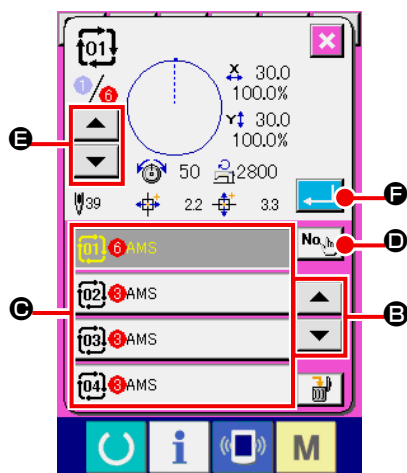 01
1/6
X 30.0
100.0%
Y 30.0
100.0%
E
50 2800
39 2.2 3.3
F
01 6 AMS
No.
D
02 3 AMS
C
B
03 3 AMS
04 3 AMS
i M